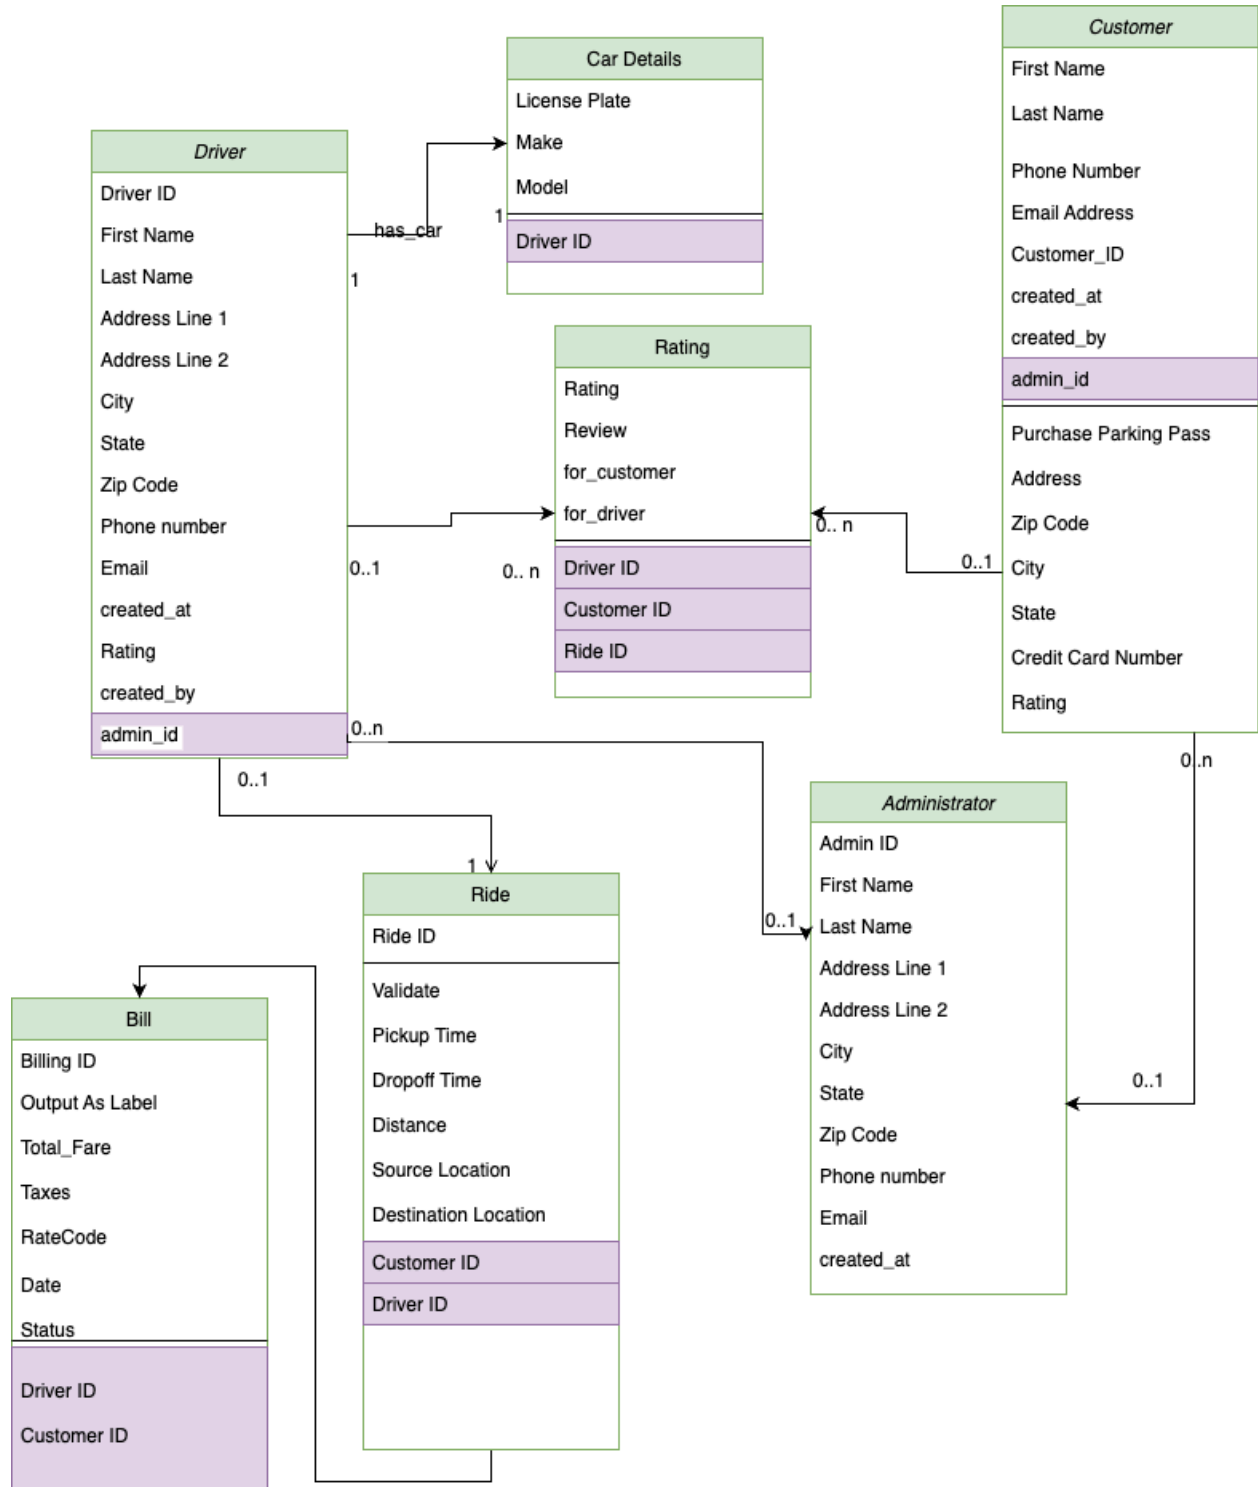 Customer
First Name
Last Name
Phone Number
Email Address
Customer_ID
created_at
created_by
admin_id
Purchase Parking Pass
Address
Zip Code
City
State
Credit Card Number
Rating
0..n
0..1
Car Details
License Plate
Make
Model
1
Driver ID
has_car
1
Driver
Driver ID
First Name
Last Name
Address Line 1
Address Line 2
City
State
Zip Code
Phone number
Email
created_at
Rating
created_by
admin_id
0..1
0.. n
0..n
0..1
Rating
Rating
Review
for_customer
for_driver
Driver ID
Customer ID
Ride ID
0.. n
0..1
Administrator
Admin ID
First Name
Last Name
Address Line 1
Address Line 2
City
State
Zip Code
Phone number
Email
created_at
0..1
1
Ride
Ride ID
Validate
Pickup Time
Dropoff Time
Distance
Source Location
Destination Location
Customer ID
Driver ID
Bill
Billing ID
Output As Label
Total_Fare
Taxes
RateCode
Date
Status
Driver ID
Customer ID